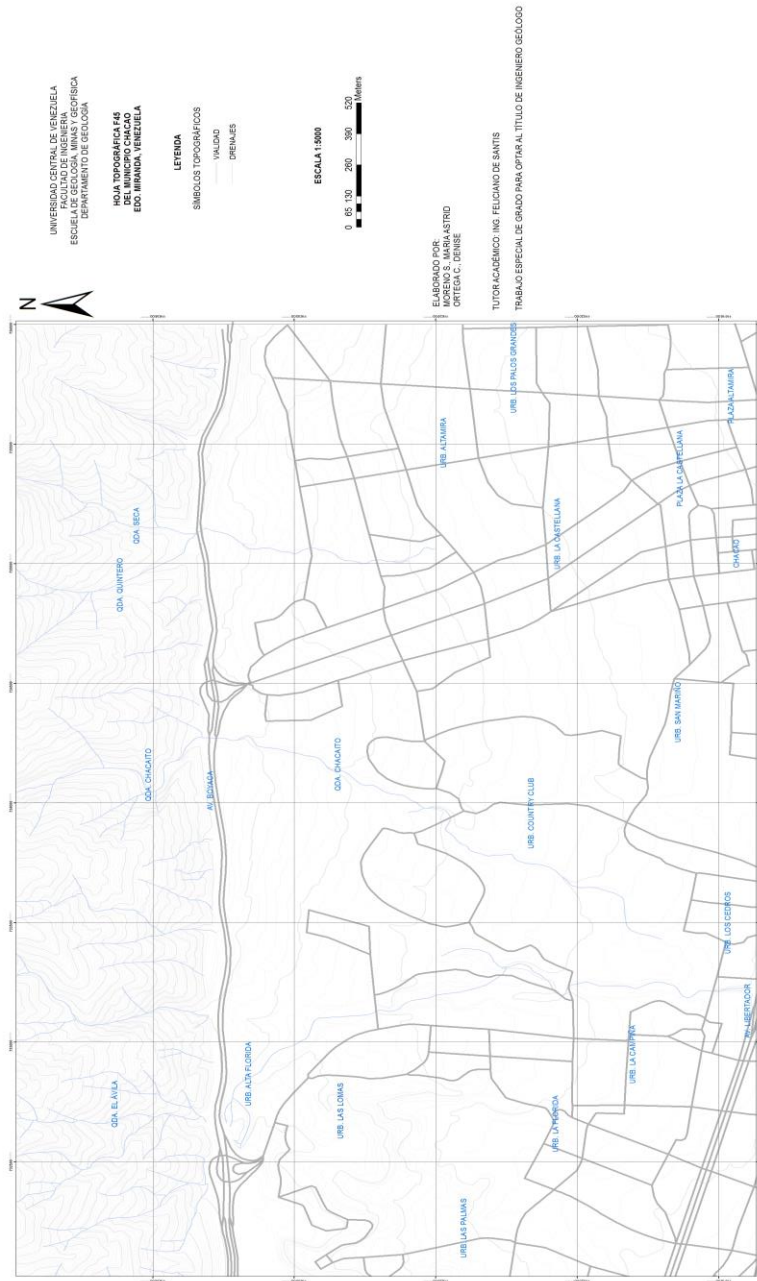 UNIVERSIDAD CENTRAL DE VENEZUELA
FACULTAD DE INGENIERÍA
ESCUELA DE GEOLOGÍA, MINAS Y GEOFÍSICA
DEPARTAMENTO DE GEOLOGÍA
HOJA TOPOGRÁFICA F45
DEL MUNICIPIO CHACAO
EDO. MIRANDA, VENEZUELA
LEYENDA
SÍMBOLOS TOPOGRÁFICOS
VIALIDAD
DRENAJES
ESCALA 1:5000
0 65 130 260 390 520
Meters
ELABORADO POR:
MORENO S., MARIA ASTRID
ORTEGA C., DENISE
TUTOR ACADÉMICO: ING. FELICIANO DE SANTIS
TRABAJO ESPECIAL DE GRADO PARA OPTAR AL TÍTULO DE INGENIERO GEÓLOGO
N
QDA. EL ÁVILA
QDA. CHACAITO
QDA. QUINTERO
QDA. SECA
AV. BOYACA
URB. ALTA FLORIDA
URB. LAS LOMAS
QDA. CHACAITO
URB. ALTAMIRA
URB. LAS PALMAS
URB. LOS PALOS GRANDES
URB. COUNTRY CLUB
URB. LA FLORIDA
URB. LA CASTELLANA
URB. LA CAMPIÑA
URB. SAN MARIÑO
PLAZA LA CASTELLANA
URB. LOS CEDROS
CHACAO
PLAZA ALTAMIRA
AV. LIBERTADOR